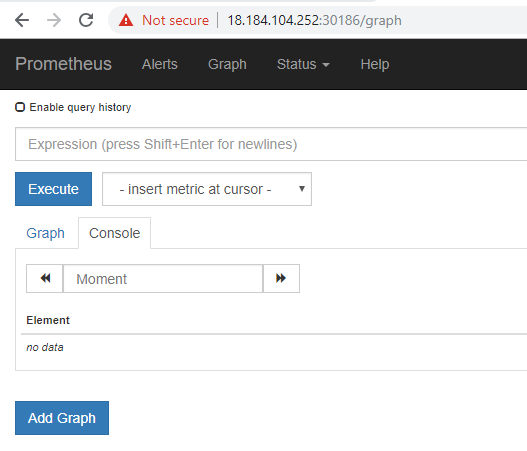 Not secure | 18.184.104.252:30186/graph
Prometheus Alerts Graph Status Help
Enable query history
Expression (press Shift+Enter for newlines)
Execute - insert metric at cursor -
Graph Console
Moment
Element
no data
Add Graph